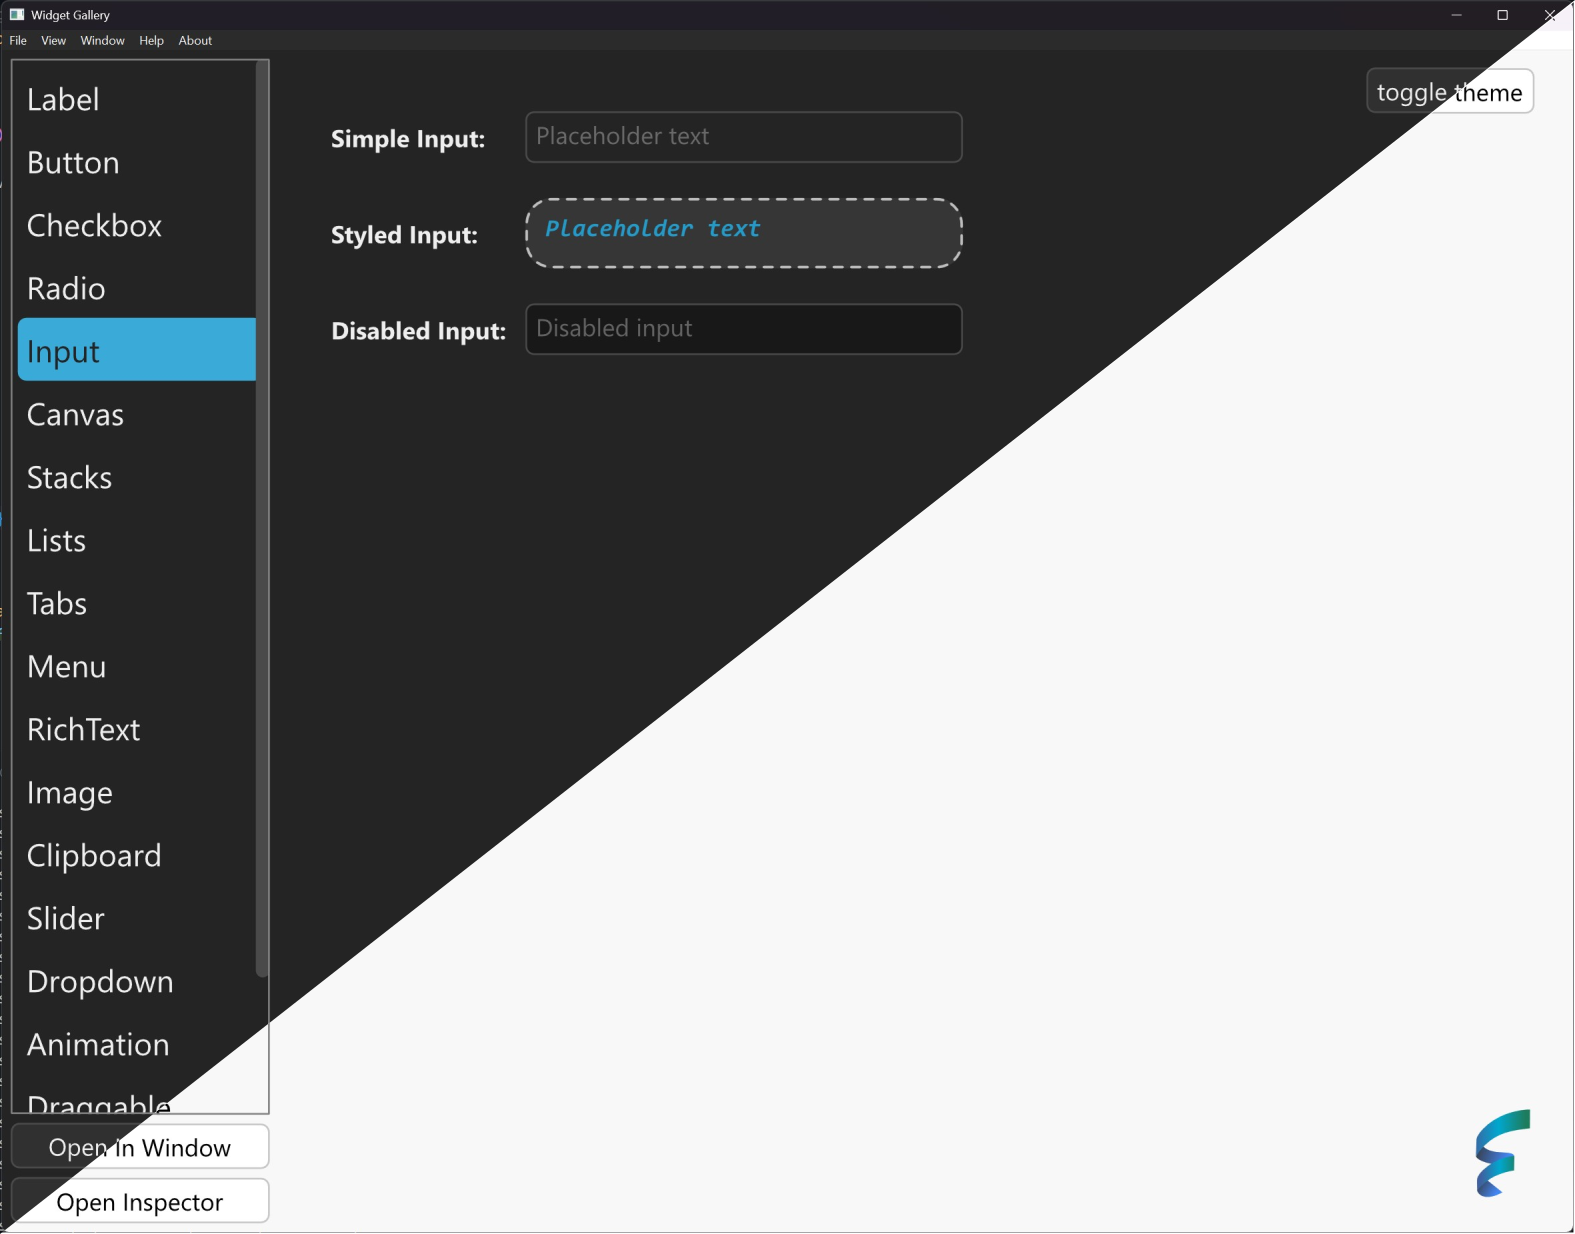 Widget Gallery
File View Window Help About
Label
Button
Checkbox
Radio
Input
Canvas
Stacks
Lists
Tabs
Menu
RichText
Image
Clipboard
Slider
Dropdown
Animation
Draggable
Open in Window
Open Inspector
Simple Input: Placeholder text
Styled Input: Placeholder text
Disabled Input: Disabled input
toggle theme